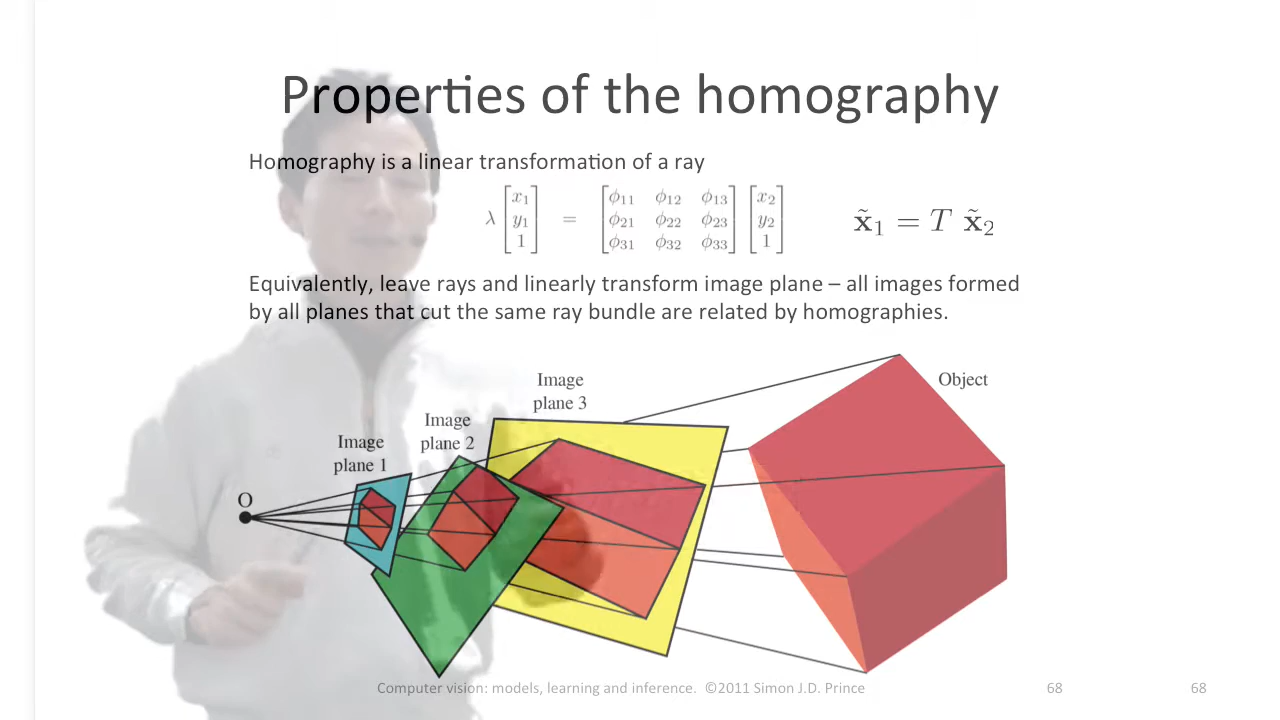 Properties of the homography
Homography is a linear transformation of a ray
λ [x₁ y₁ 1] = [ϕ₁₁ ϕ₁₂ ϕ₁₃; ϕ₂₁ ϕ₂₂ ϕ₂₃; ϕ₃₁ ϕ₃₂ ϕ₃₃] [x₂ y₂ 1]
x̃₁ = T x̃₂
Equivalently, leave rays and linearly transform image plane – all images formed
by all planes that cut the same ray bundle are related by homographies.
Image
plane 3
Object
Image
plane 2
Image
plane 1
O
Computer vision: models, learning and inference. ©2011 Simon J.D. Prince
68
68